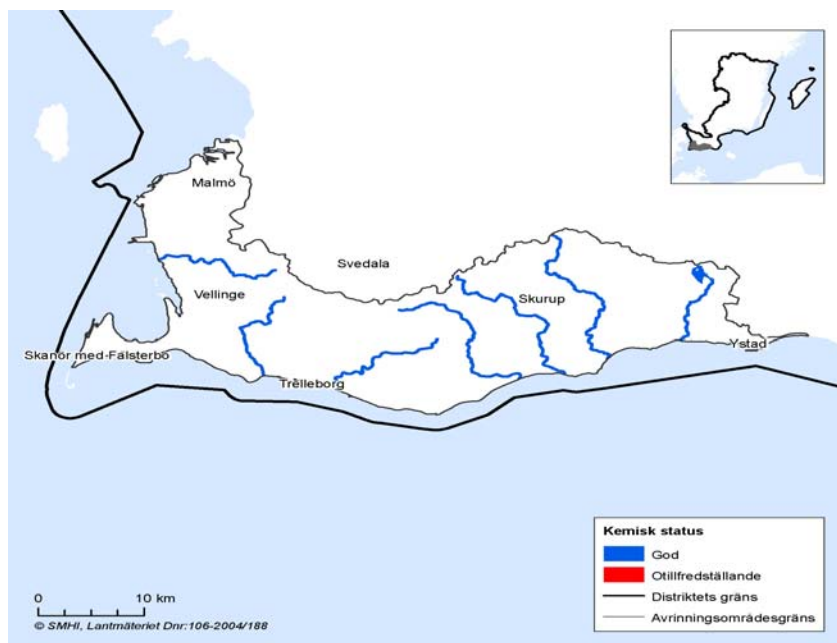 Malmö
Svedala
Vellinge
Skurup
Skanör med Falsterbo
Trelleborg
Ystad
Kemisk status
God
Otillfredställande
Distriktets gräns
Avrinningsområdesgräns
0 10 km
© SMHI, Lantmäteriet Dnr:106-2004/188